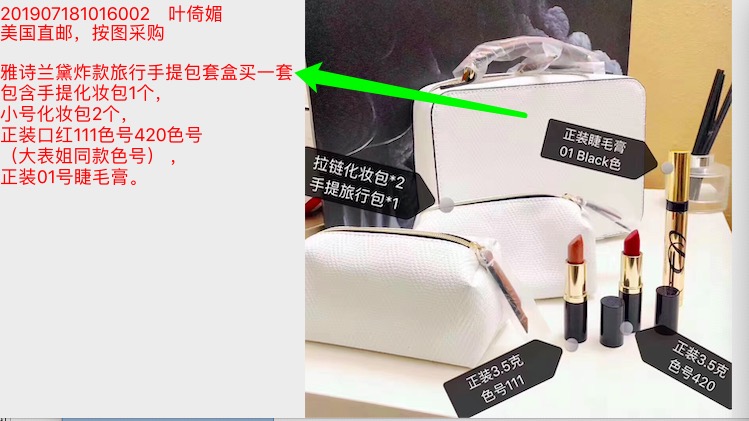 201907181016002 叶倚媚
美国直邮，按图采购
雅诗兰黛炸款旅行手提包套盒买一套
包含手提化妆包1个，
小号化妆包2个，
正装口红111色号420色号
（大表姐同款色号），
正装01号睫毛膏。
正装睫毛膏
01 Black色
拉链化妆包*2
手提旅行包*1
正装3.5克
色号111
正装3.5克
色号420